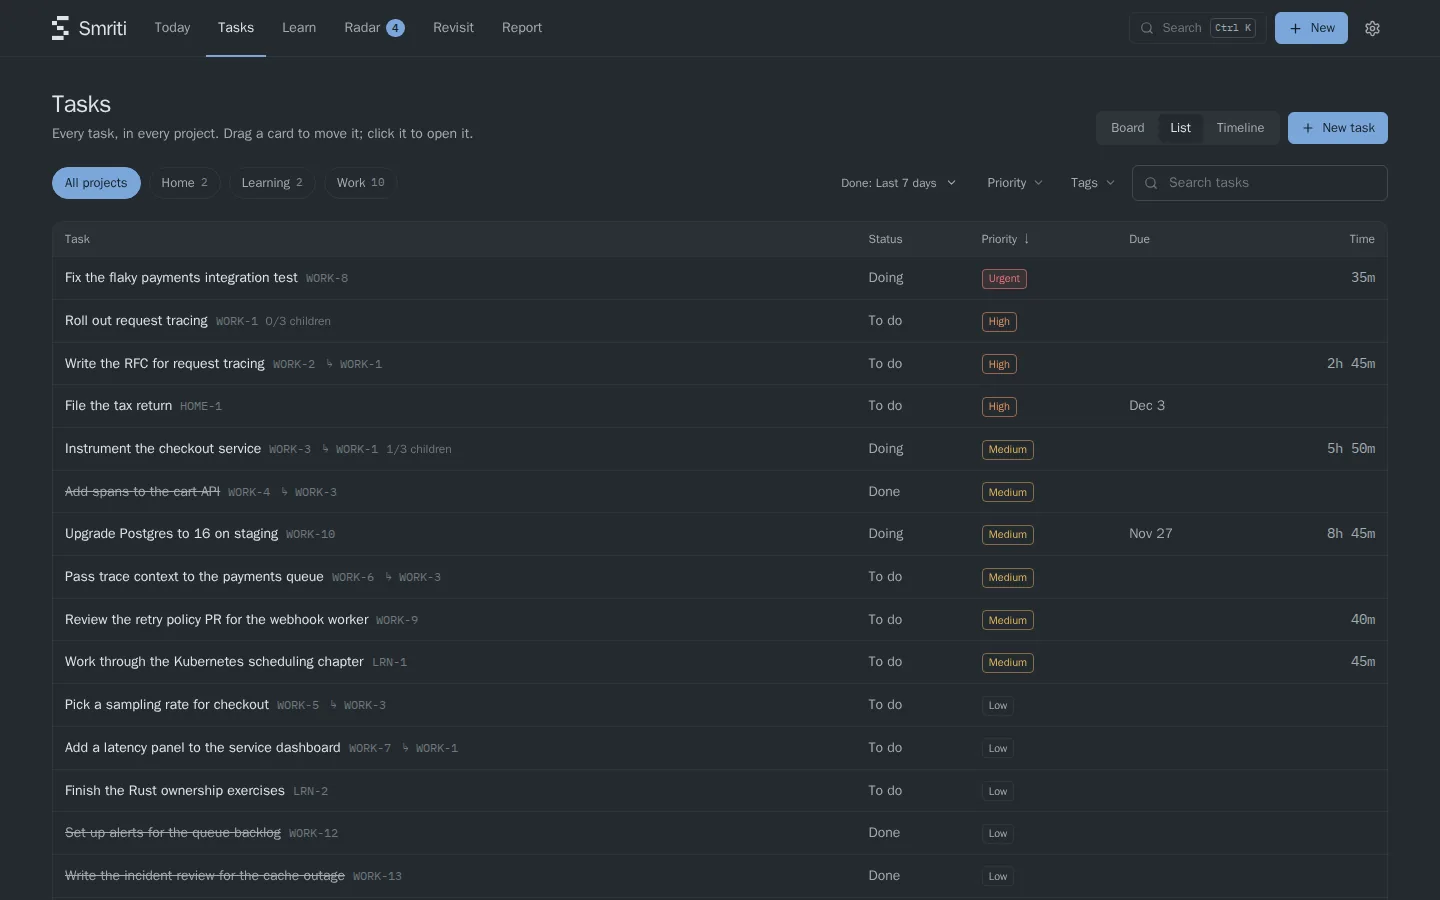 Smriti Today Tasks Learn Radar 4 Revisit Report Search Ctrl K + New
Tasks
Every task, in every project. Drag a card to move it; click it to open it.
Board List Timeline + New task
All projects Home 2 Learning 2 Work 10 Done: Last 7 days Priority Tags Search tasks
Task Status Priority ↓ Due Time
Fix the flaky payments integration test WORK-8 Doing Urgent 35m
Roll out request tracing WORK-1 0/3 children To do High
Write the RFC for request tracing WORK-2 ↳ WORK-1 To do High 2h 45m
File the tax return HOME-1 To do High Dec 3
Instrument the checkout service WORK-3 ↳ WORK-1 1/3 children Doing Medium 5h 50m
Add spans to the cart API WORK-4 ↳ WORK-3 Done Medium
Upgrade Postgres to 16 on staging WORK-10 Doing Medium Nov 27 8h 45m
Pass trace context to the payments queue WORK-6 ↳ WORK-3 To do Medium
Review the retry policy PR for the webhook worker WORK-9 To do Medium 40m
Work through the Kubernetes scheduling chapter LRN-1 To do Medium 45m
Pick a sampling rate for checkout WORK-5 ↳ WORK-3 To do Low
Add a latency panel to the service dashboard WORK-7 ↳ WORK-1 To do Low
Finish the Rust ownership exercises LRN-2 To do Low
Set up alerts for the queue backlog WORK-12 Done Low
Write the incident review for the cache outage WORK-13 Done Low